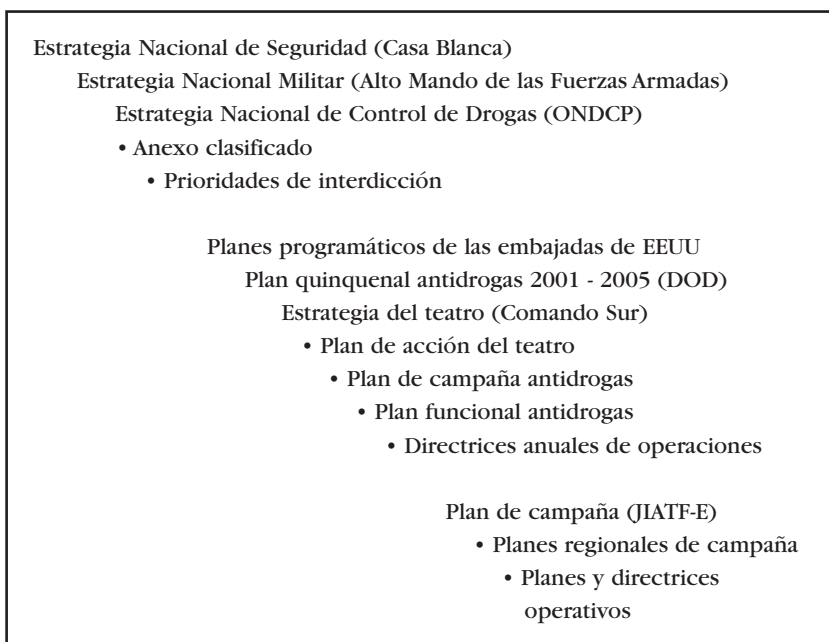 Estrategia Nacional de Seguridad (Casa Blanca)
Estrategia Nacional Militar (Alto Mando de las Fuerzas Armadas)
Estrategia Nacional de Control de Drogas (ONDCP)
• Anexo clasificado
• Prioridades de interdicción
Planes programáticos de las embajadas de EEUU
Plan quinquenal antidrogas 2001 - 2005 (DOD)
Estrategia del teatro (Comando Sur)
• Plan de acción del teatro
• Plan de campaña antidrogas
• Plan funcional antidrogas
• Directrices anuales de operaciones
Plan de campaña (JIATF-E)
• Planes regionales de campaña
• Planes y directrices
operativos